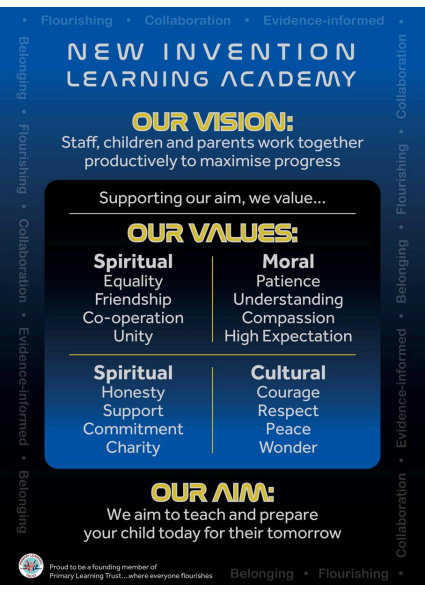 • Flourishing • Collaboration • Evidence-informed •
NEW INVENTION
LEARNING ACADEMY
OUR VISION:
Staff, children and parents work together
productively to maximise progress
Supporting our aim, we value...
OUR VALUES:
Spiritual
Equality
Friendship
Co-operation
Unity
Moral
Patience
Understanding
Compassion
High Expectation
Spiritual
Honesty
Support
Commitment
Charity
Cultural
Courage
Respect
Peace
Wonder
OUR AIM:
We aim to teach and prepare
your child today for their tomorrow
Proud to be a founding member of
Primary Learning Trust....where everyone flourishes
Belonging • Flourishing •
Belonging • Flourishing • Collaboration • Evidence-informed • Belonging
Collaboration • Evidence-informed • Belonging • Flourishing • Collaboration